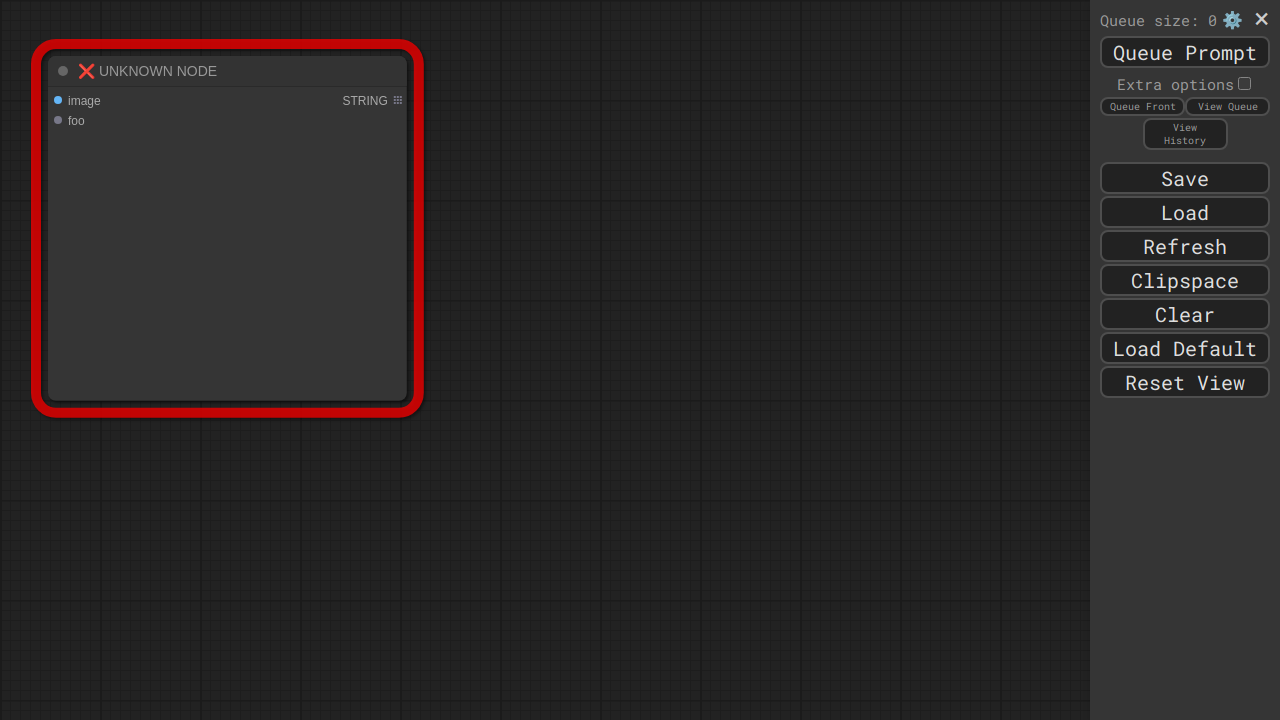 UNKNOWN NODE
image
STRING
foo
Queue size: 0
Queue Prompt
Extra options
Queue Front
View Queue
View
History
Save
Load
Refresh
Clipspace
Clear
Load Default
Reset View